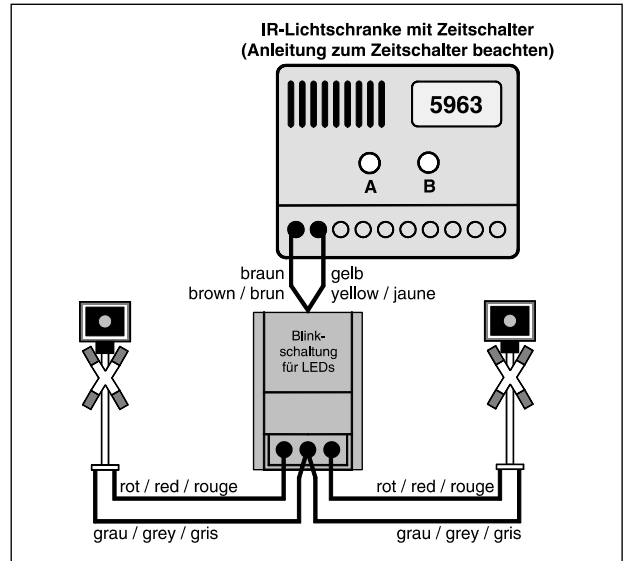 IR-Lichtschranke mit Zeitschalter
(Anleitung zum Zeitschalter beachten)
5963
A B
braun gelb
brown / brun yellow / jaune
Blink-
schaltung
für LEDs
rot / red / rouge rot / red / rouge
grau / grey / gris grau / grey / gris